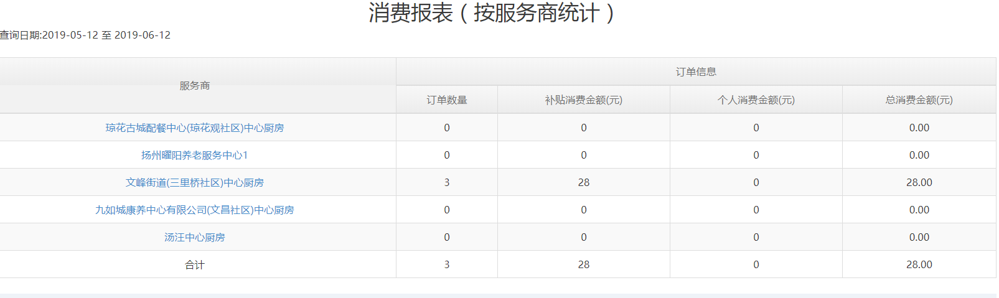 消费报表（按服务商统计）
查询日期:2019-05-12 至 2019-06-12
服务商 订单信息
订单数量 补贴消费金额(元) 个人消费金额(元) 总消费金额(元)
琼花古城配餐中心(琼花观社区)中心厨房 0 0 0 0.00
扬州曜阳养老服务中心1 0 0 0 0.00
文峰街道(三里桥社区)中心厨房 3 28 0 28.00
九如城康养中心有限公司(文昌社区)中心厨房 0 0 0 0.00
汤汪中心厨房 0 0 0 0.00
合计 3 28 0 28.00